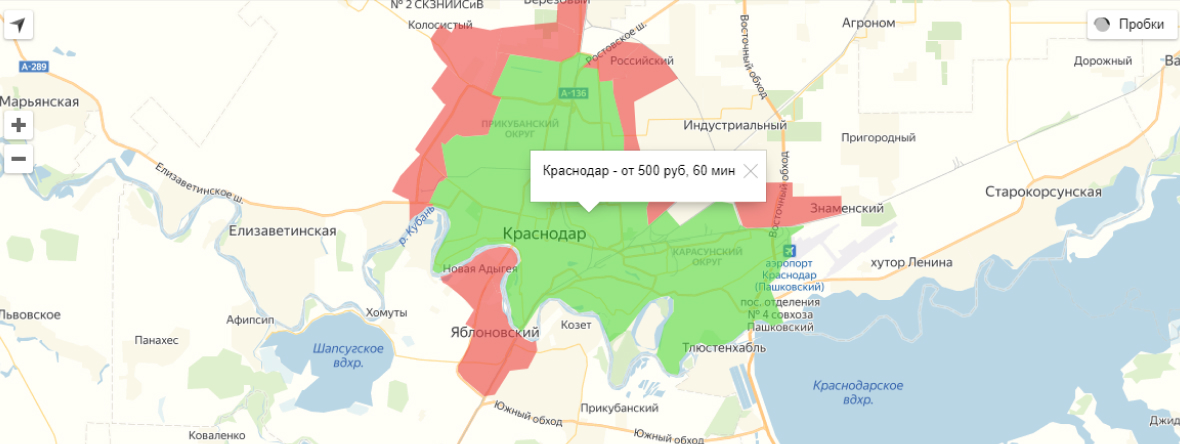 № 2 СКЗНИИСиВ
Березовый
Колосистый
Агроном
Пробки
Ростовское ш.
Российский
Восточный обход
Дорожный
Ва
А-289
Марьянская
А-136
ПРИКУБАНСКИЙ
ОКРУГ
Индустриальный
Пригородный
Краснодар - от 500 руб, 60 мин
Елизаветинское ш.
Старокорсунская
р. Кубань
Знаменский
Восточный обход
Елизаветинская
Краснодар
КАРАСУНСКИЙ
ОКРУГ
Новая Адыгея
аэропорт
Краснодар
(Пашковский)
хутор Ленина
Львовское
Афипсип
Хомуты
Панахес
Яблоновский
Козет
пос. отделения
№ 4 совхоза
Пашковский
Шапсугское
вдхр.
Тлюстенхабль
Краснодарское
вдхр.
Южный обход
Прикубанский
Южный обход
Коваленко
Джид